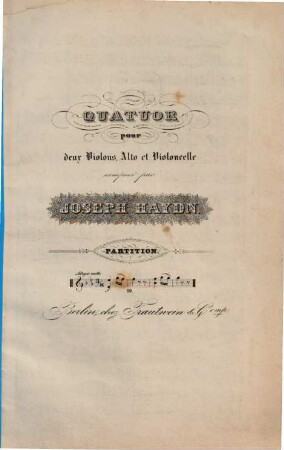 QUATUOR
pour
deux Violons, Alto et Violoncelle
composé par
JOSEPH HAYDN.
PARTITION.
Berlin, chez Trautwein & Comp.